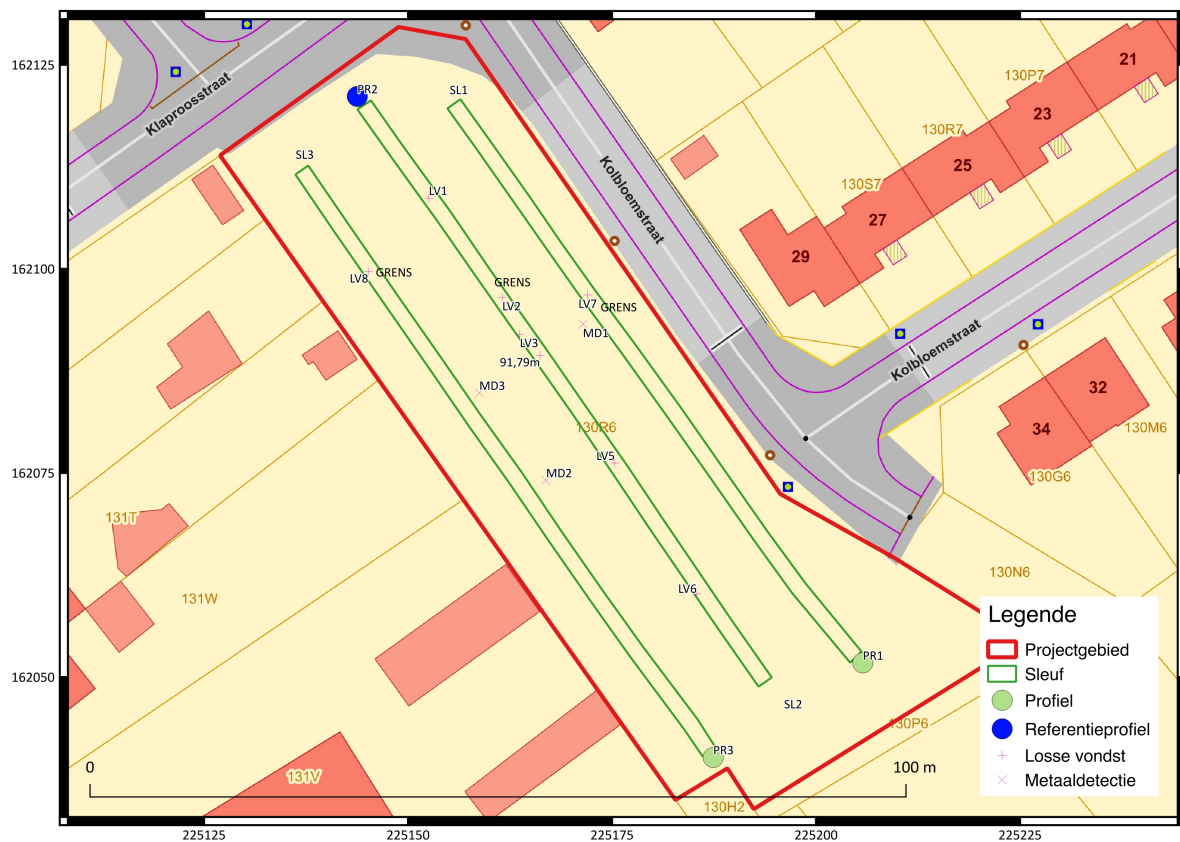 162125
162100
162075
162050
225125
225150
225175
225200
225225
Klaproosstraat
Kolbloemstraat
Kolbloemstraat
PR2
SL1
SL3
LV1
LV8
GRENS
GRENS
LV2
LV7
GRENS
MD1
LV3
91,79m
MD3
130R6
LV5
MD2
LV6
PR1
SL2
PR3
21
23
25
27
29
32
34
130P7
130R7
130S7
130M6
130G6
130N6
130P6
130H2
131T
131W
131V
0
100 m
Legende
Projectgebied
Sleuf
Profiel
Referentieprofiel
Losse vondst
Metaaldetectie